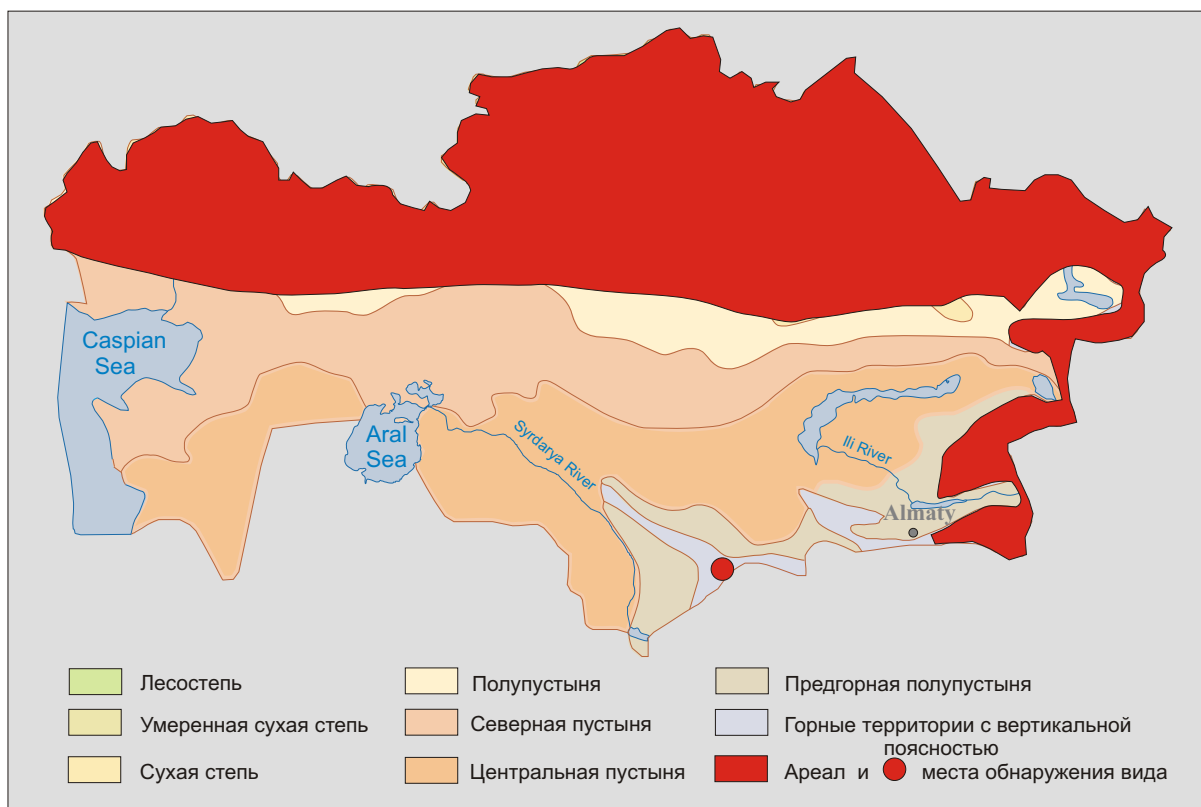 Caspian
Sea
Aral
Sea
Syrdarya River
Ili River
Almaty
Лесостепь
Умеренная сухая степь
Сухая степь
Полупустыня
Северная пустыня
Центральная пустыня
Предгорная полупустыня
Горные территории с вертикальной
поясностью
Ареал и места обнаружения вида